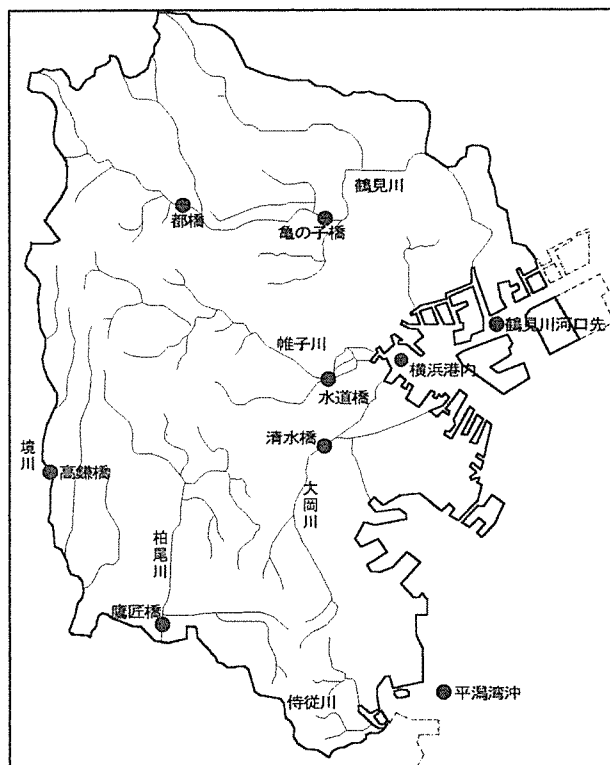 鶴見川
都橋
亀の子橋
鶴見川河口先
帷子川
横浜港内
水道橋
清水橋
境川
高鎌橋
大岡川
柏尾川
鷹匠橋
侍従川
平潟湾沖